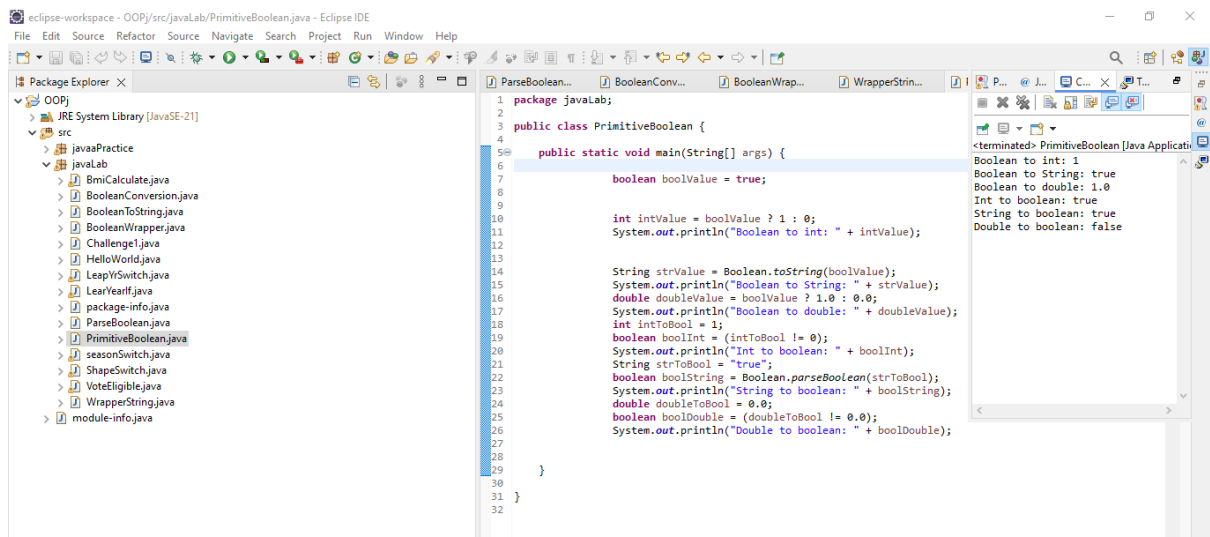 eclipse-workspace - OOPj/src/javaLab/PrimitiveBoolean.java - Eclipse IDE
File Edit Source Refactor Source Navigate Search Project Run Window Help
Package Explorer
OOPj
JRE System Library [JavaSE-21]
src
javaaPractice
javaLab
BmiCalculate.java
BooleanConversion.java
BooleanToString.java
BooleanWrapper.java
Challenge1.java
HelloWorld.java
LeapYrSwitch.java
LearYearIf.java
package-info.java
ParseBoolean.java
PrimitiveBoolean.java
seasonSwitch.java
ShapeSwitch.java
VoteEligible.java
WrapperString.java
module-info.java
ParseBoolean... BooleanConv... BooleanWrap... WrapperStrin...
1 package javaLab;
2
3 public class PrimitiveBoolean {
4
5 public static void main(String[] args) {
6
7 boolean boolValue = true;
8
9
10 int intValue = boolValue ? 1 : 0;
11 System.out.println("Boolean to int: " + intValue);
12
13
14 String strValue = Boolean.toString(boolValue);
15 System.out.println("Boolean to String: " + strValue);
16 double doubleValue = boolValue ? 1.0 : 0.0;
17 System.out.println("Boolean to double: " + doubleValue);
18 int intToBool = 1;
19 boolean boolInt = (intToBool != 0);
20 System.out.println("Int to boolean: " + boolInt);
21 String strToBool = "true";
22 boolean boolString = Boolean.parseBoolean(strToBool);
23 System.out.println("String to boolean: " + boolString);
24 double doubleToBool = 0.0;
25 boolean boolDouble = (doubleToBool != 0.0);
26 System.out.println("Double to boolean: " + boolDouble);
27
28
29 }
30
31 }
32
P... @ J... C... T...
<terminated> PrimitiveBoolean [Java Applicati
Boolean to int: 1
Boolean to String: true
Boolean to double: 1.0
Int to boolean: true
String to boolean: true
Double to boolean: false